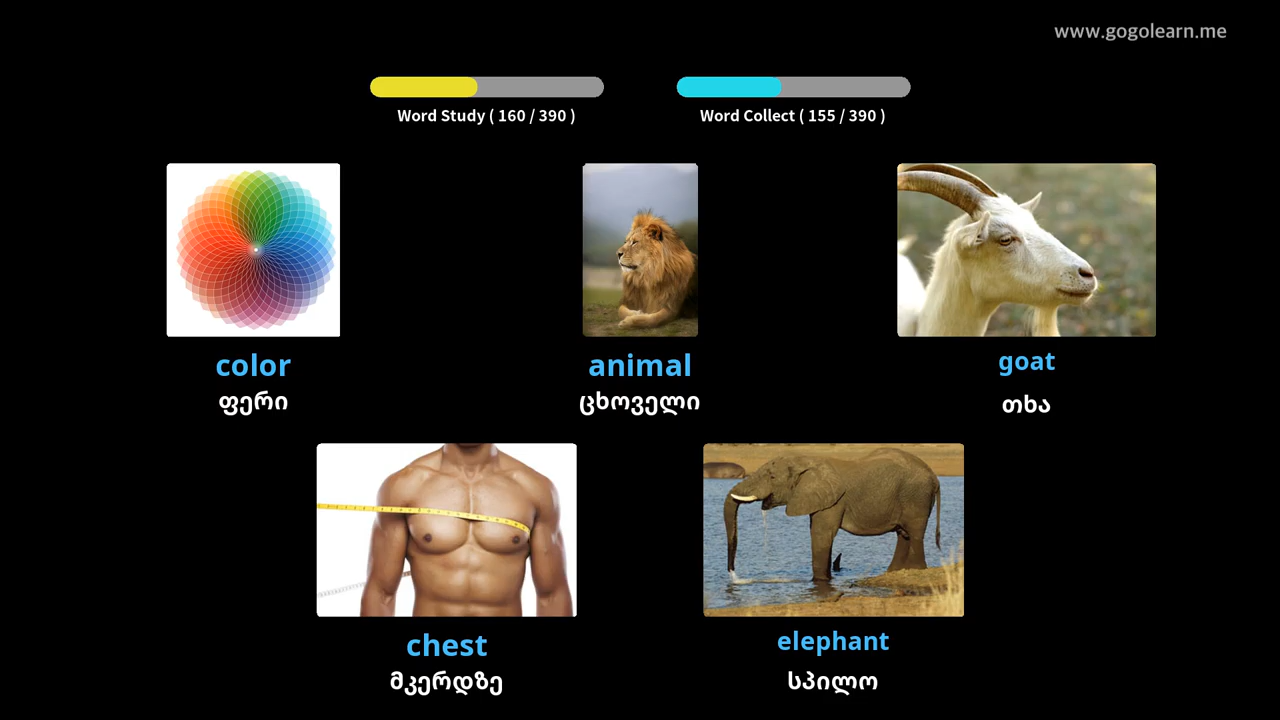 www.gogolearn.me
Word Study ( 160 / 390 )
Word Collect ( 155 / 390 )
color
ფერი
animal
ცხოველი
goat
თხა
chest
მკერდზე
elephant
სპილო